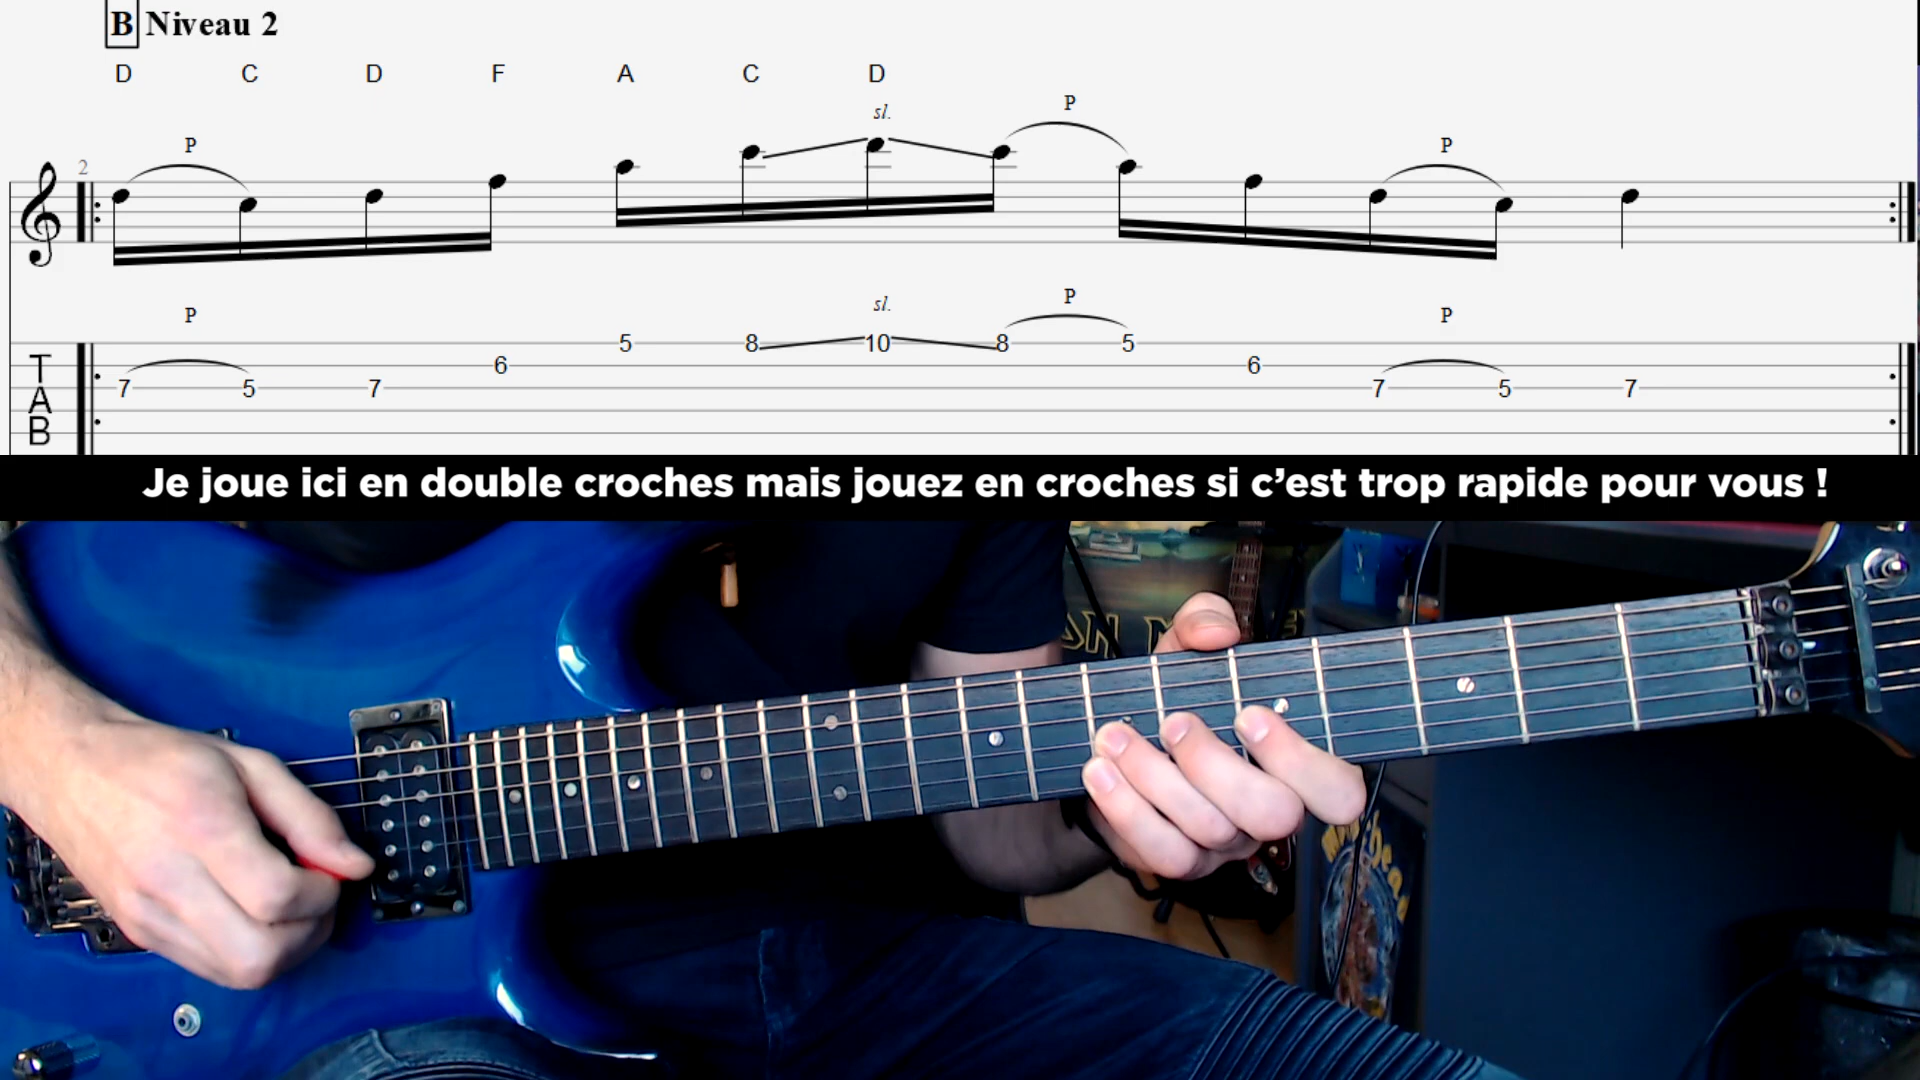 B Niveau 2
D C D F A C D
sl.
P
P P
2
sl. P
P P
5 8 10 8 5
T 6 6
7 5 7 7 5 7
A
B
Je joue ici en double croches mais jouez en croches si c’est trop rapide pour vous !